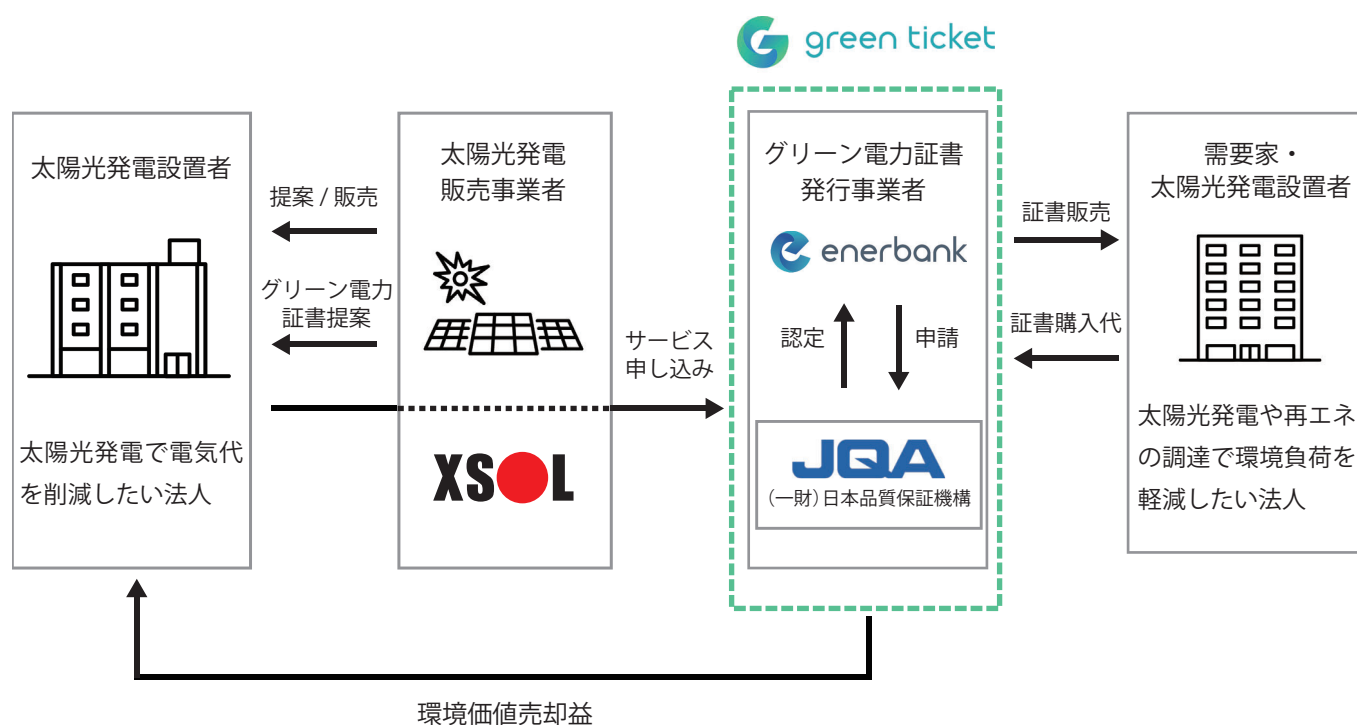 green ticket
太陽光発電設置者
太陽光発電で電気代
を削減したい法人
提案 / 販売
グリーン電力
証書提案
太陽光発電
販売事業者
XSOL
サービス
申し込み
グリーン電力証書
発行事業者
enerbank
認定
申請
JQA
(一財)日本品質保証機構
証書販売
証書購入代
需要家・
太陽光発電設置者
太陽光発電や再エネ
の調達で環境負荷を
軽減したい法人
環境価値売却益